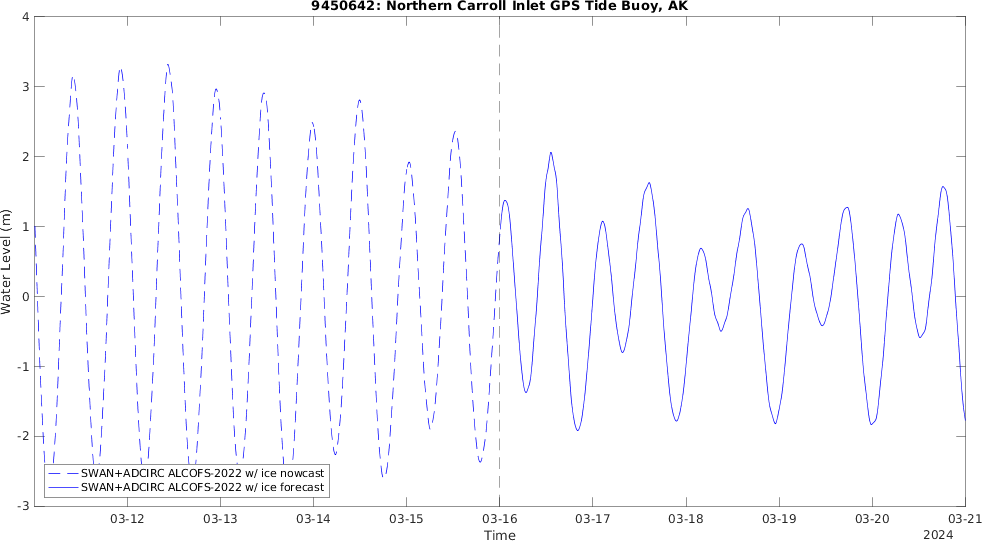 9450642: Northern Carroll Inlet GPS Tide Buoy, AK
4
3
2
1
0
-1
-2
-3
Water Level (m)
SWAN+ADCIRC ALCOFS-2022 w/ ice nowcast
SWAN+ADCIRC ALCOFS-2022 w/ ice forecast
03-12 03-13 03-14 03-15 03-16 03-17 03-18 03-19 03-20 03-21
Time
2024